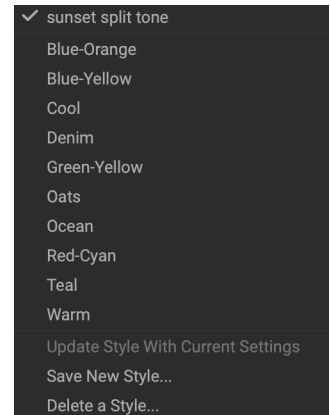 sunset split tone
Blue-Orange
Blue-Yellow
Cool
Denim
Green-Yellow
Oats
Ocean
Red-Cyan
Teal
Warm
Update Style With Current Settings
Save New Style...
Delete a Style...